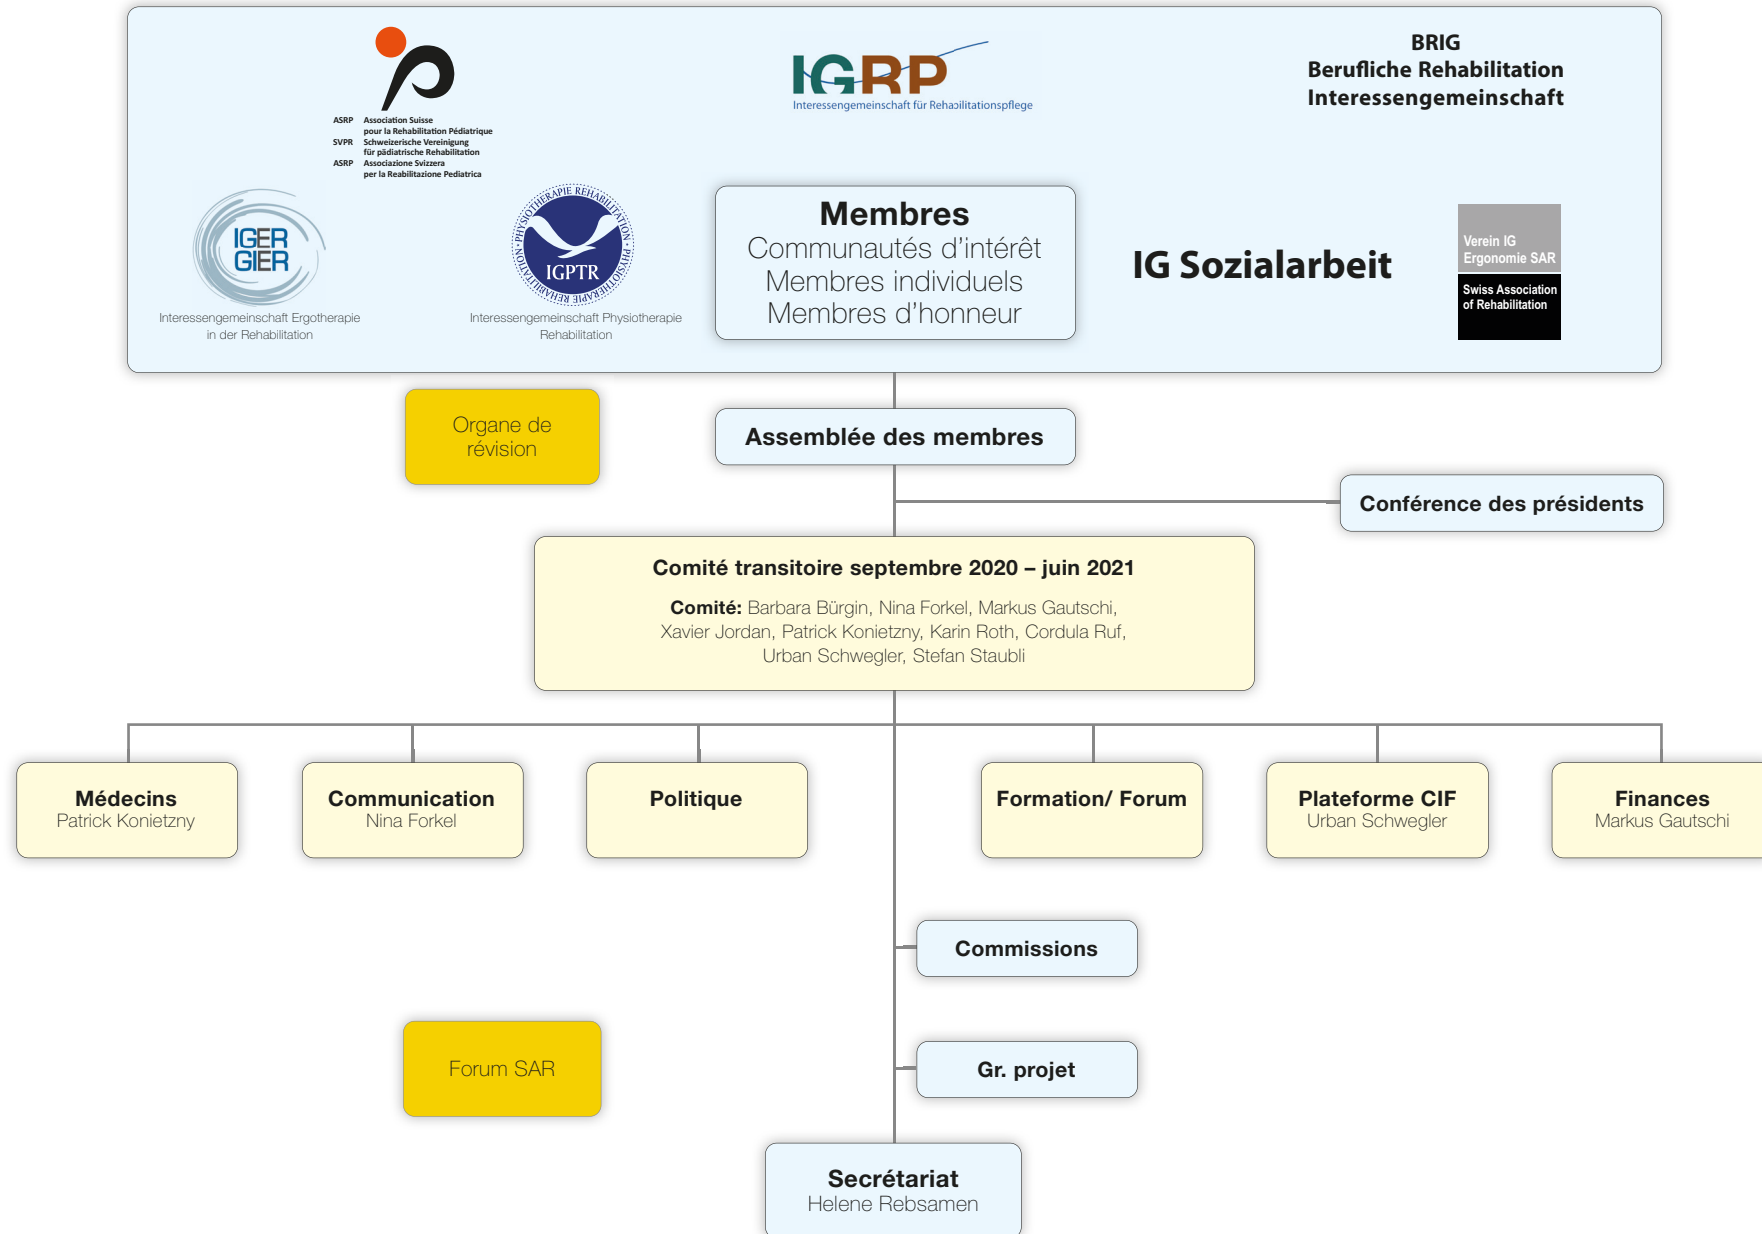 ASRP Association Suisse
pour la Rehabilitation Pédiatrique
SVPR Schweizerische Vereinigung
für pädiatrische Rehabilitation
ASRP Associazione Svizzera
per la Reabilitazione Pediatrica
IGRP
Interessengemeinschaft für Rehabilitationspflege
BRIG
Berufliche Rehabilitation
Interessengemeinschaft
IGER
GIER
Interessengemeinschaft Ergotherapie
in der Rehabilitation
PHYSIOTHERAPIE REHABILITATION • PHYSIOTHERAPIE REHABILITATION •
IGPTR
Interessengemeinschaft Physiotherapie
Rehabilitation
Membres
Communautés d'intérêt
Membres individuels
Membres d'honneur
IG Sozialarbeit
Verein IG
Ergonomie SAR
Swiss Association
of Rehabilitation
Organe de
révision
Assemblée des membres
Conférence des présidents
Comité transitoire septembre 2020 – juin 2021
Comité: Barbara Bürgin, Nina Forkel, Markus Gautschi,
Xavier Jordan, Patrick Konietzny, Karin Roth, Cordula Ruf,
Urban Schwegler, Stefan Staubli
Médecins
Patrick Konietzny
Communication
Nina Forkel
Politique
Formation/ Forum
Plateforme CIF
Urban Schwegler
Finances
Markus Gautschi
Commissions
Forum SAR
Gr. projet
Secrétariat
Helene Rebsamen